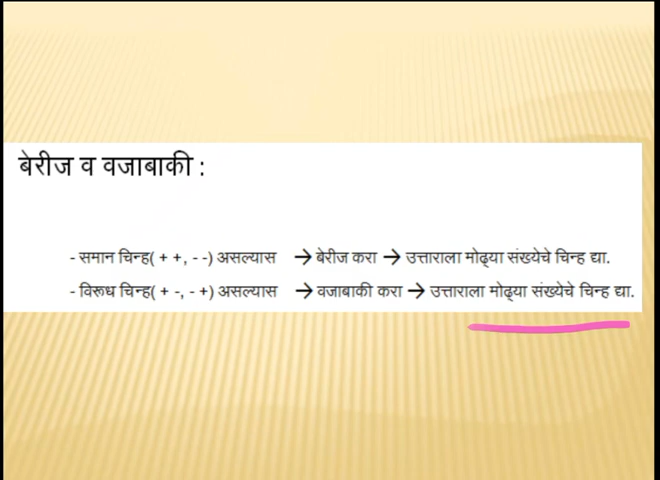 बेरीज व वजाबाकी :
- समान चिन्ह( + +, - -) असल्यास → बेरीज करा → उत्ताराला मोठ्या संख्येचे चिन्ह द्या.
- विरूध चिन्ह( + -, - +) असल्यास → वजाबाकी करा → उत्ताराला मोठ्या संख्येचे चिन्ह द्या.